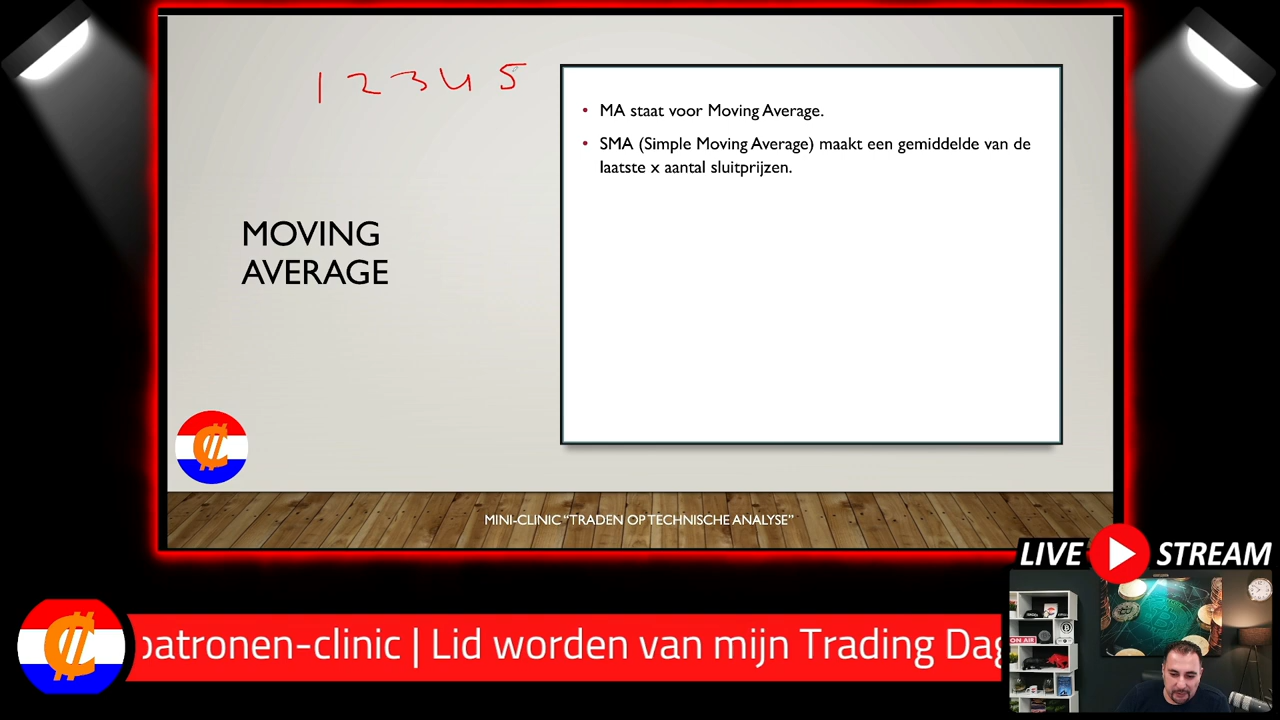 1 2 3 4 5
• MA staat voor Moving Average.
• SMA (Simple Moving Average) maakt een gemiddelde van de
laatste x aantal sluitprijzen.
MOVING
AVERAGE
MINI-CLINIC “TRADEN OP TECHNISCHE ANALYSE”
LIVE STREAM
patronen-clinic | Lid worden van mijn Trading Dag
ON AIR